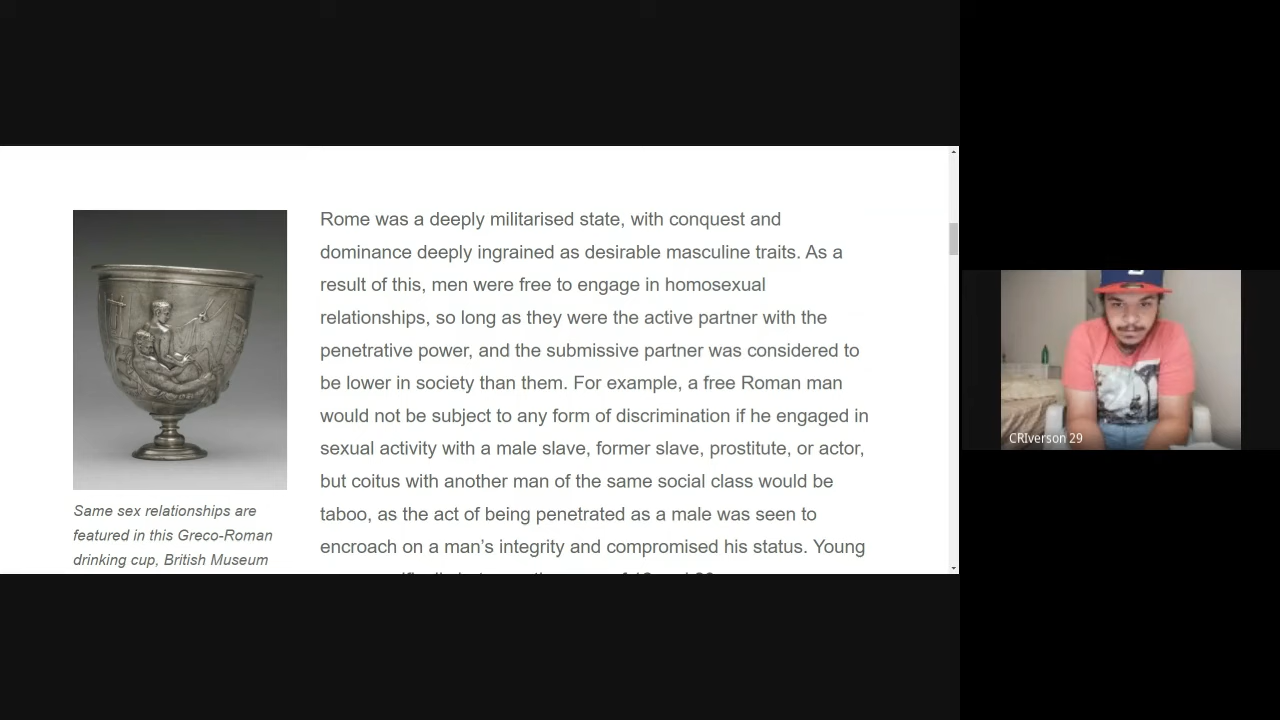 Rome was a deeply militarised state, with conquest and
dominance deeply ingrained as desirable masculine traits. As a
result of this, men were free to engage in homosexual
relationships, so long as they were the active partner with the
penetrative power, and the submissive partner was considered to
be lower in society than them. For example, a free Roman man
would not be subject to any form of discrimination if he engaged in
sexual activity with a male slave, former slave, prostitute, or actor,
but coitus with another man of the same social class would be
taboo, as the act of being penetrated as a male was seen to
encroach on a man’s integrity and compromised his status. Young
Same sex relationships are
featured in this Greco-Roman
drinking cup, British Museum
CRIverson 29